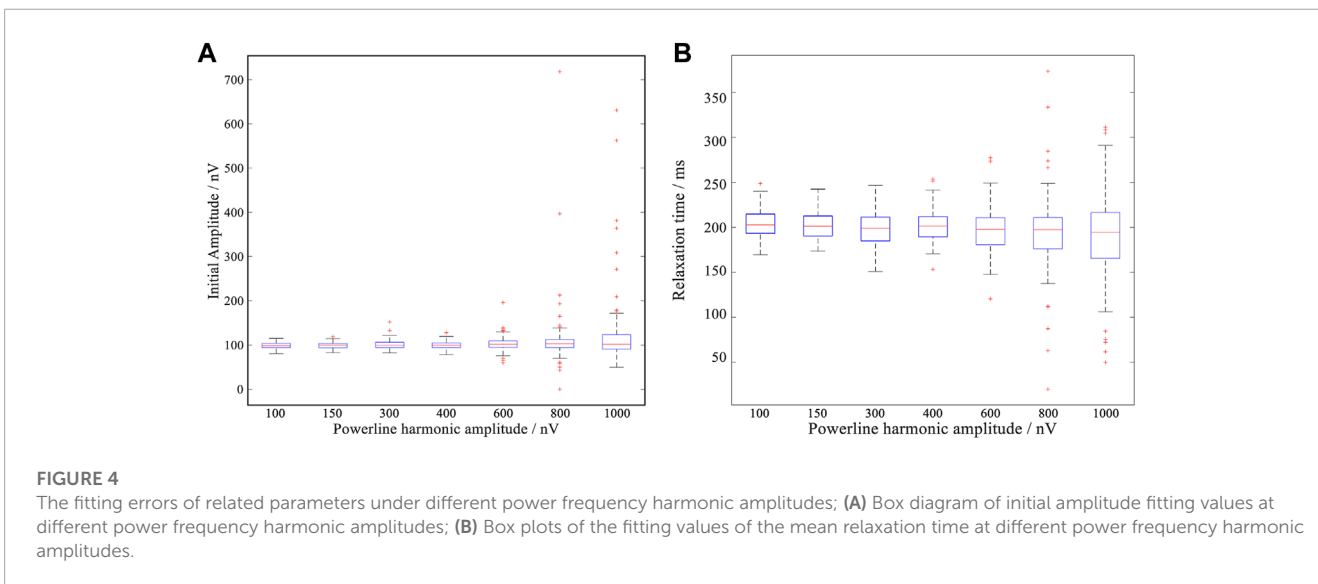 A
700
600
500
400
300
200
100
0
Initial Amplitude / nV
100 150 300 400 600 800 1000
Powerline harmonic amplitude / nV
B
350
300
250
200
150
100
50
Relaxation time / ms
100 150 300 400 600 800 1000
Powerline harmonic amplitude / nV
FIGURE 4
The fitting errors of related parameters under different power frequency harmonic amplitudes; (A) Box diagram of initial amplitude fitting values at
different power frequency harmonic amplitudes; (B) Box plots of the fitting values of the mean relaxation time at different power frequency harmonic
amplitudes.